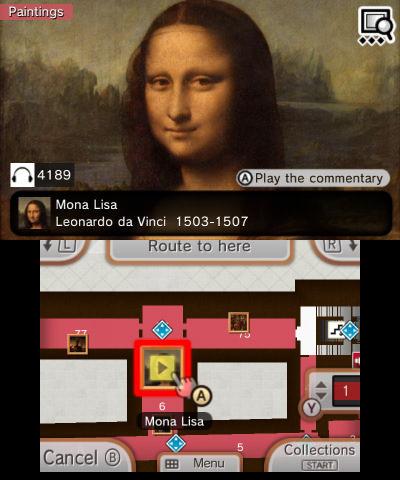 Paintings
4189
Ⓐ Play the commentary
Mona Lisa
Leonardo da Vinci 1503-1507
L
Route to here
R
77
75
A
6
1
Y
Mona Lisa
5
Cancel Ⓑ
Menu
Collections
START